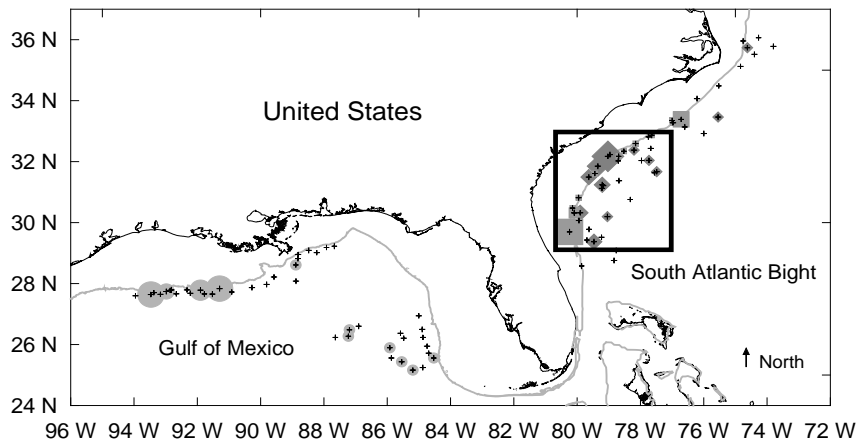 36 N
34 N
United States
32 N
30 N
28 N
South Atlantic Bight
26 N
Gulf of Mexico
North
24 N
96 W 94 W 92 W 90 W 88 W 86 W 84 W 82 W 80 W 78 W 76 W 74 W 72 W